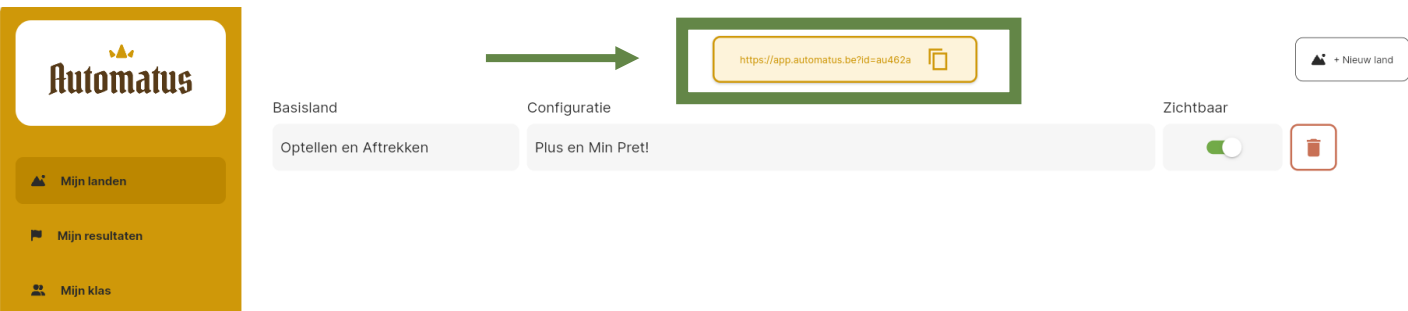 Automatus
https://app.automatus.be?id=au462a
+ Nieuw land
Basisland
Configuratie
Zichtbaar
Optellen en Aftrekken
Plus en Min Pret!
Mijn landen
Mijn resultaten
Mijn klas